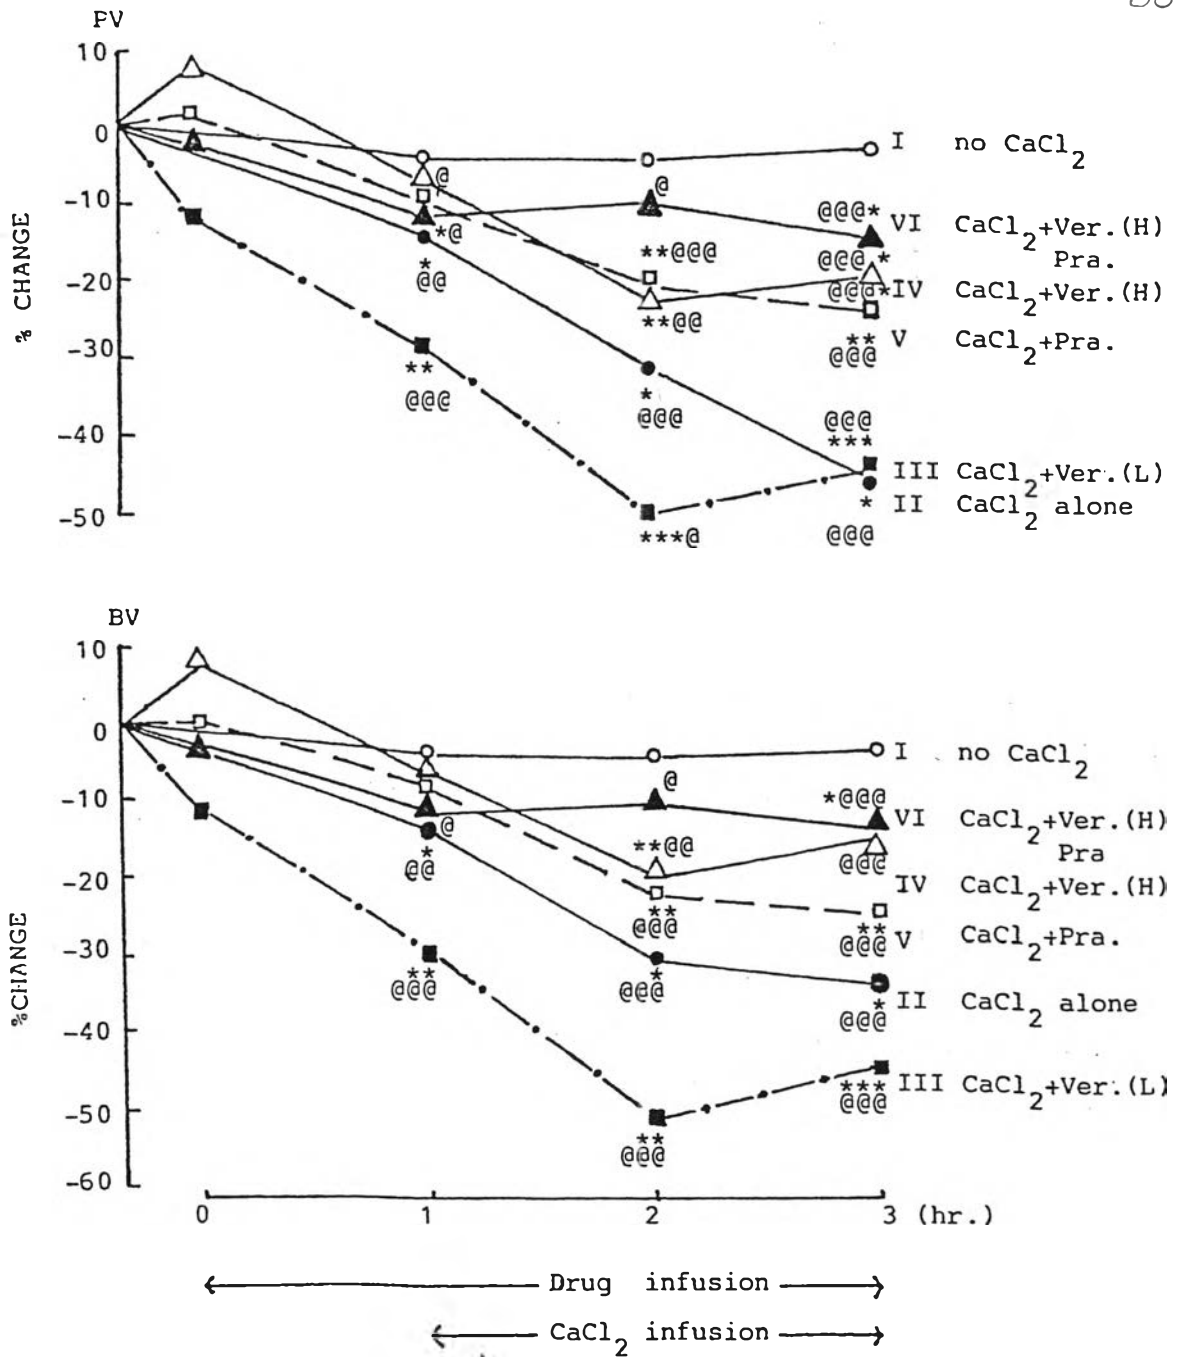 PV
10
0
-10
-20
-30
-40
-50
% CHANGE
I no CaCl2
@
@
@@@*
VI CaCl2+Ver.(H)
Pra.
*@
**@@@
@@@ *
*
@@
@@@*
IV CaCl2+Ver.(H)
**@@
**
@@@
V CaCl2+Pra.
**
@@@
*
@@@
@@@
***
III CaCl2+Ver.(L)
*
II CaCl2 alone
***@
@@@
BV
10
0
-10
-20
-30
-40
-50
-60
%CHANGE
I no CaCl2
@
*@@@
VI CaCl2+Ver.(H)
Pra
@
*
@@
**@@
@@@
IV CaCl2+Ver.(H)
**
@@@
**
@@@
V CaCl2+Pra.
**
@@@
*
@@@
*
@@@
II CaCl2 alone
***
@@@
III CaCl2+Ver.(L)
**
@@@
0 1 2 3 (hr.)
Drug infusion
CaCl2 infusion